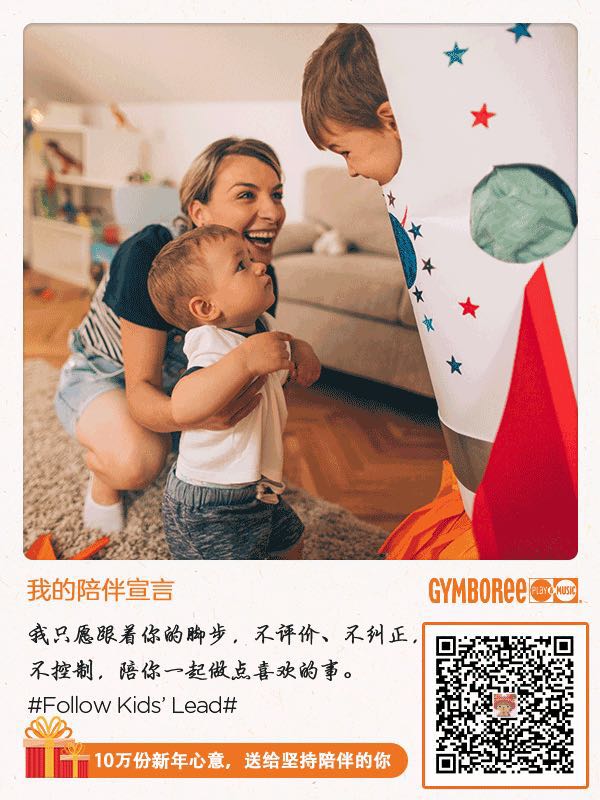 我的陪伴宣言
GYMBOREE PLAY & MUSIC
我只愿跟着你的脚步，不评价、不纠正，
不控制，陪你一起做点喜欢的事。
#Follow Kids’ Lead#
10万份新年心意，送给坚持陪伴的你